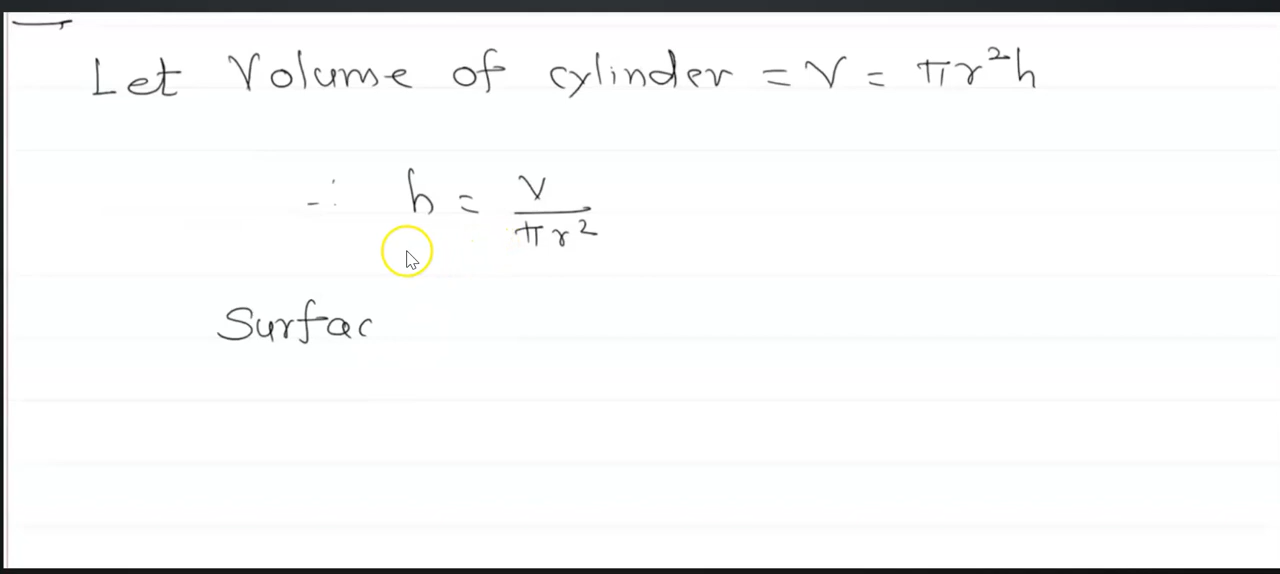 Let Volume of cylinder = V = πr²h
∴ h = V/πr²
Surfac